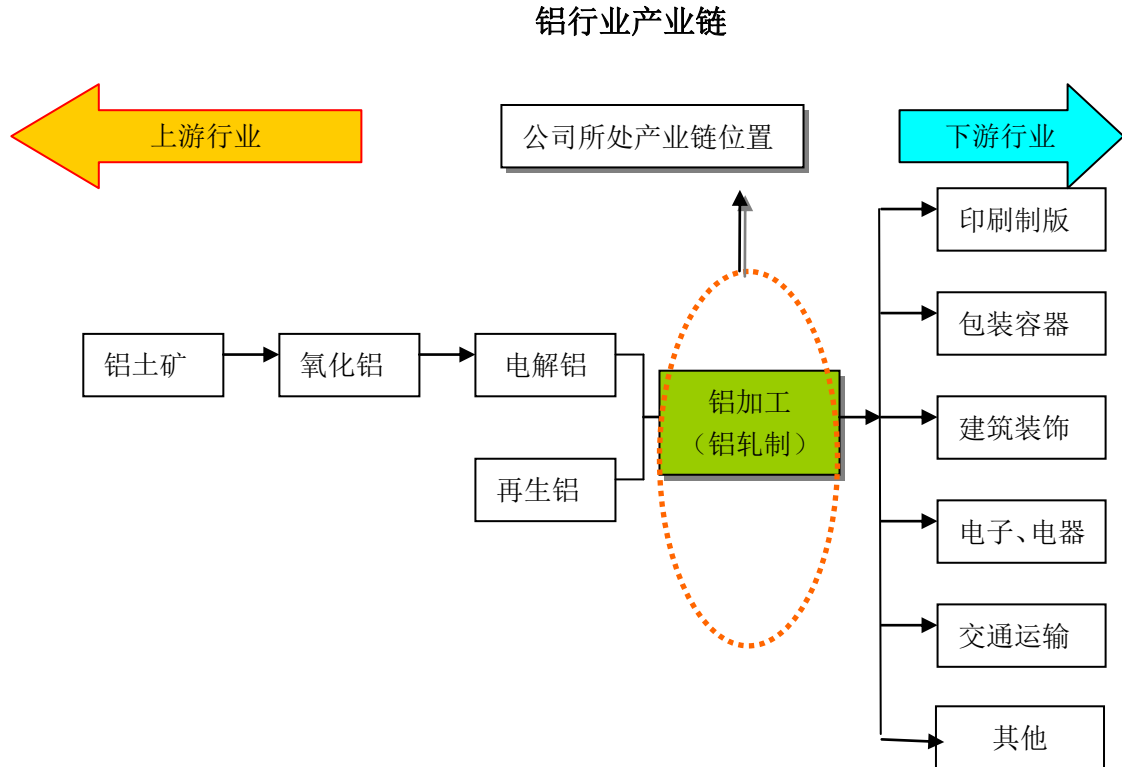 铝行业产业链
上游行业
公司所处产业链位置
下游行业
印刷制版
包装容器
铝土矿
氧化铝
电解铝
铝加工
（铝轧制）
建筑装饰
再生铝
电子、电器
交通运输
其他